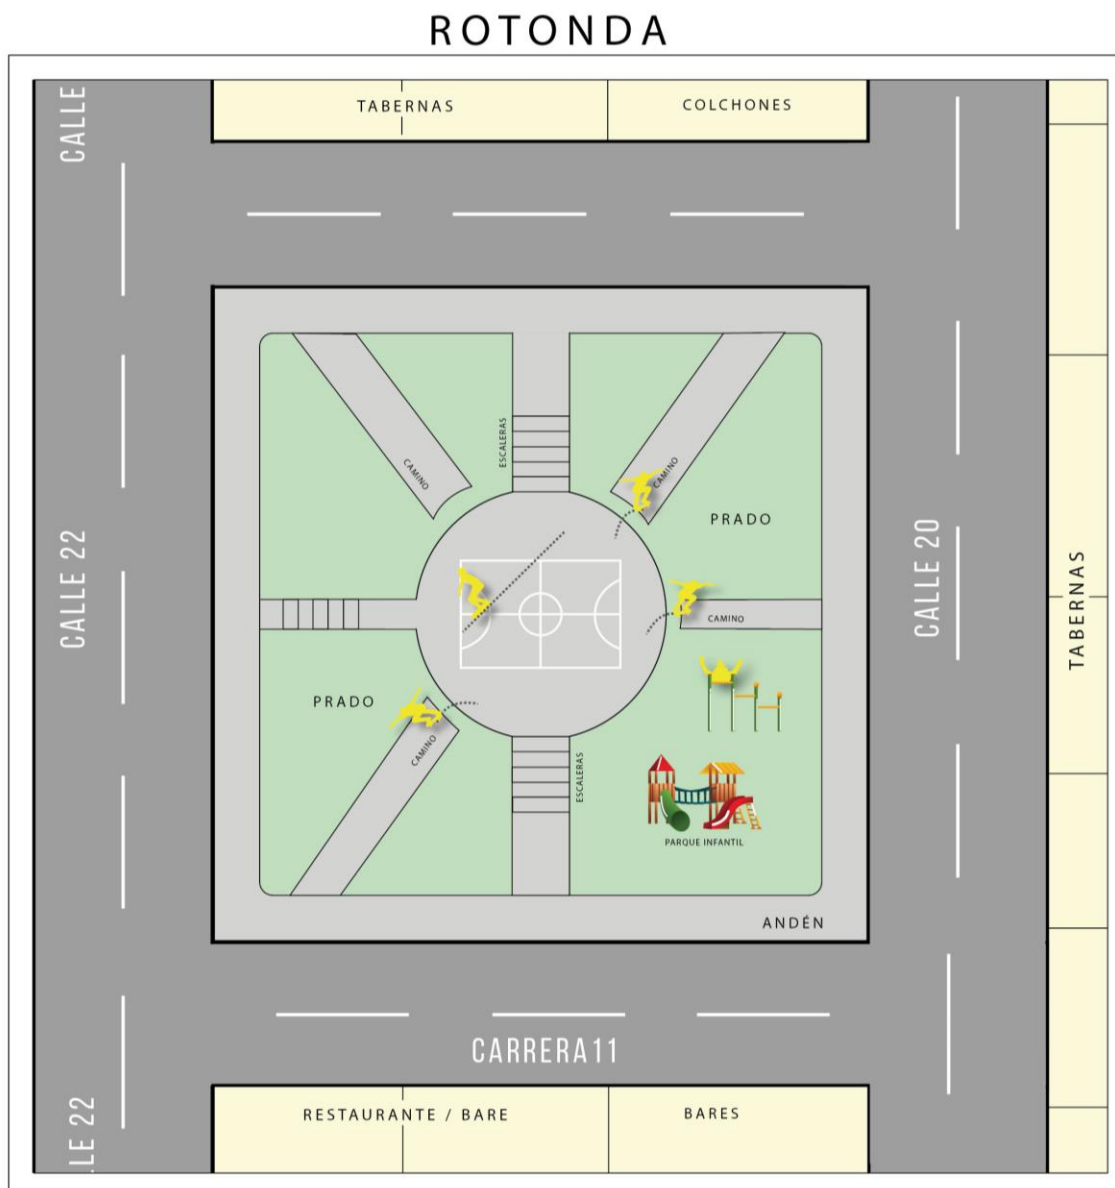 ROTONDA
TABERNAS
COLCHONES
CALLE
ESCALERAS
CAMINO
CAMINO
PRADO
CALLE 22
CALLE 20
TABERNAS
CAMINO
PRADO
CAMINO
ESCALERAS
PARQUE INFANTIL
ANDÉN
CARRERA11
LLE 22
RESTAURANTE / BARE
BARES